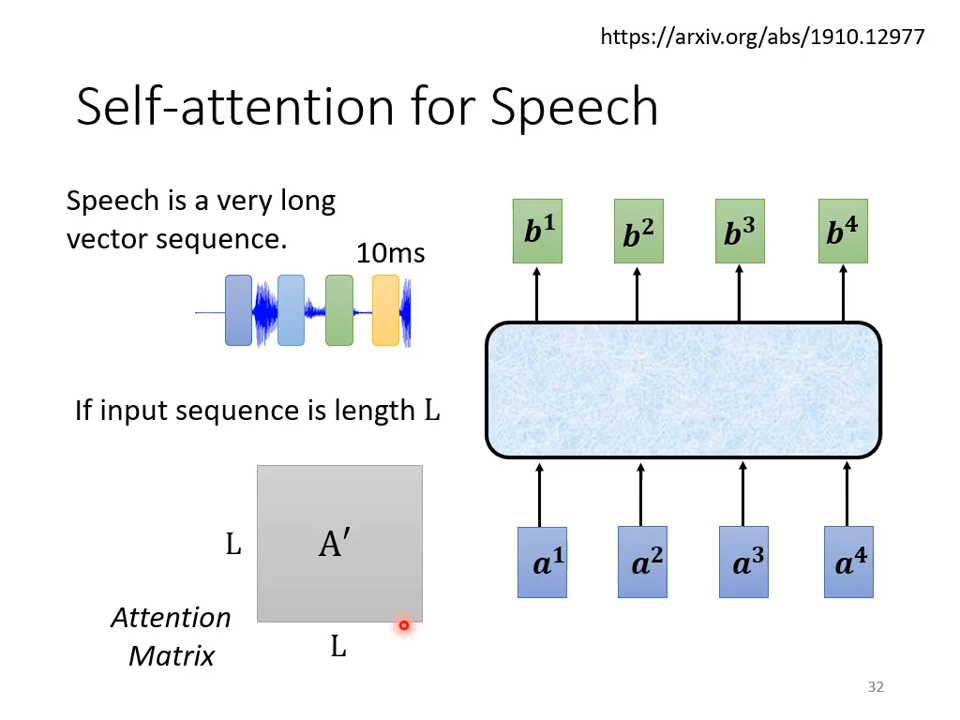 https://arxiv.org/abs/1910.12977
Self-attention for Speech
Speech is a very long
vector sequence.
10ms
If input sequence is length L
L
A′
Attention
Matrix
L
b¹ b² b³ b⁴
a¹ a² a³ a⁴
32